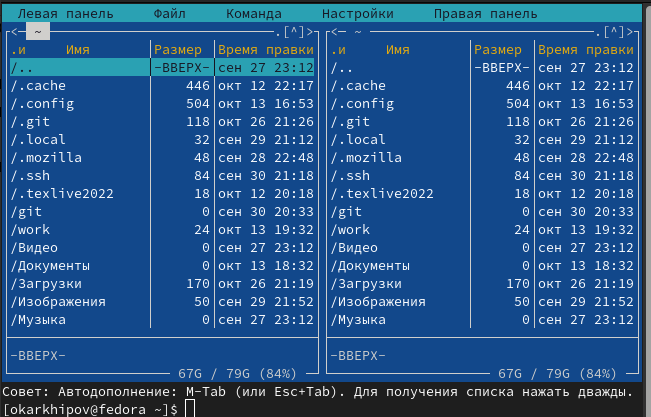 Левая панель Файл Команда Настройки Правая панель
<─ ~ .[^]> <─ ~ .[^]>
.и Имя Размер Время правки .и Имя Размер Время правки
/.. -ВВЕРХ- сен 27 23:12 /.. -ВВЕРХ- сен 27 23:12
/.cache 446 окт 12 22:17 /.cache 446 окт 12 22:17
/.config 504 окт 13 16:53 /.config 504 окт 13 16:53
/.git 118 окт 26 21:26 /.git 118 окт 26 21:26
/.local 32 сен 29 21:12 /.local 32 сен 29 21:12
/.mozilla 48 сен 28 22:48 /.mozilla 48 сен 28 22:48
/.ssh 84 сен 30 21:18 /.ssh 84 сен 30 21:18
/.texlive2022 18 окт 12 20:18 /.texlive2022 18 окт 12 20:18
/git 0 сен 30 20:33 /git 0 сен 30 20:33
/work 24 окт 13 19:32 /work 24 окт 13 19:32
/Видео 0 сен 27 23:12 /Видео 0 сен 27 23:12
/Документы 0 окт 13 18:32 /Документы 0 окт 13 18:32
/Загрузки 170 окт 26 21:19 /Загрузки 170 окт 26 21:19
/Изображения 50 сен 29 21:52 /Изображения 50 сен 29 21:52
/Музыка 0 сен 27 23:12 /Музыка 0 сен 27 23:12
-ВВЕРХ- -ВВЕРХ-
67G / 79G (84%) 67G / 79G (84%)
Совет: Автодополнение: M-Tab (или Esc+Tab). Для получения списка нажать дважды.
[okarkhipov@fedora ~]$